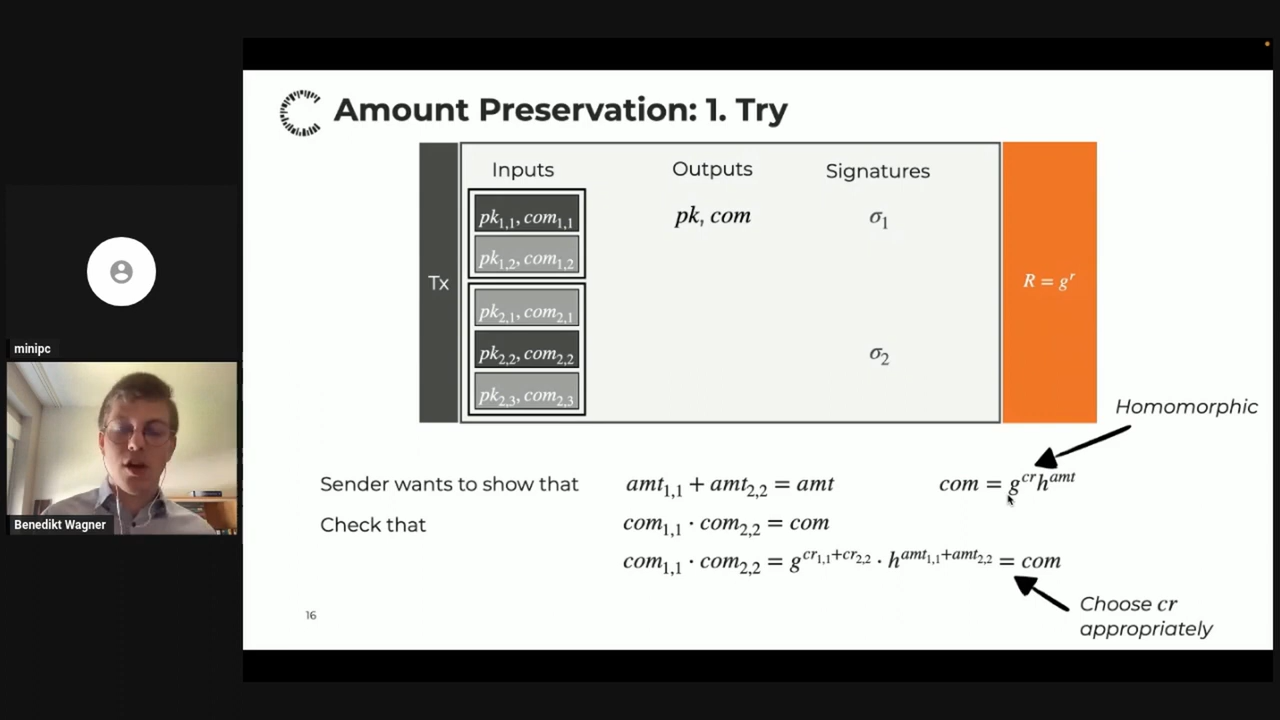 Amount Preservation: 1. Try
Inputs Outputs Signatures
pk₁,₁, com₁,₁ pk, com σ₁
pk₁,₂, com₁,₂
Tx R = gʳ
pk₂,₁, com₂,₁
pk₂,₂, com₂,₂ σ₂
pk₂,₃, com₂,₃
minipc
Benedikt Wagner
Homomorphic
Sender wants to show that amt₁,₁ + amt₂,₂ = amt com = g^{cr}h^{amt}
Check that com₁,₁ · com₂,₂ = com
com₁,₁ · com₂,₂ = g^{cr₁,₁+cr₂,₂} · h^{amt₁,₁+amt₂,₂} = com
Choose cr
appropriately
16